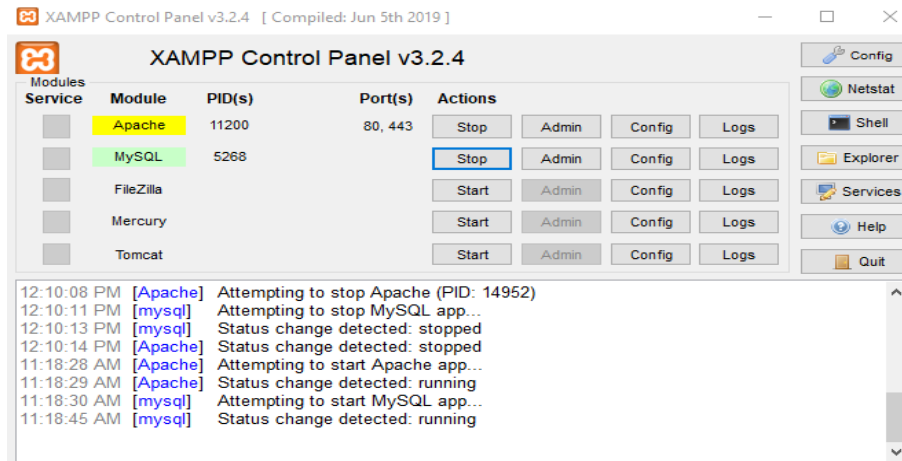 XAMPP Control Panel v3.2.4 [ Compiled: Jun 5th 2019 ]
XAMPP Control Panel v3.2.4
Config
Modules
Service Module PID(s) Port(s) Actions
Netstat
Apache 11200 80, 443 Stop Admin Config Logs
Shell
MySQL 5268 Stop Admin Config Logs
Explorer
FileZilla Start Admin Config Logs
Services
Mercury Start Admin Config Logs
Help
Tomcat Start Admin Config Logs
Quit
12:10:08 PM [Apache] Attempting to stop Apache (PID: 14952)
12:10:11 PM [mysql] Attempting to stop MySQL app...
12:10:13 PM [mysql] Status change detected: stopped
12:10:14 PM [Apache] Status change detected: stopped
11:18:28 AM [Apache] Attempting to start Apache app...
11:18:29 AM [Apache] Status change detected: running
11:18:30 AM [mysql] Attempting to start MySQL app...
11:18:45 AM [mysql] Status change detected: running